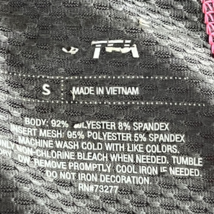 TCA
S
MADE IN VIETNAM
BODY: 92% POLYESTER 8% SPANDEX
INSERT MESH: 95% POLYESTER 5% SPANDEX
MACHINE WASH COLD WITH LIKE COLORS.
NON-CHLORINE BLEACH WHEN NEEDED. TUMBLE
REMOVE PROMPTLY. COOL IRON IF NEEDED.
DO NOT IRON DECORATION.
RN#73277